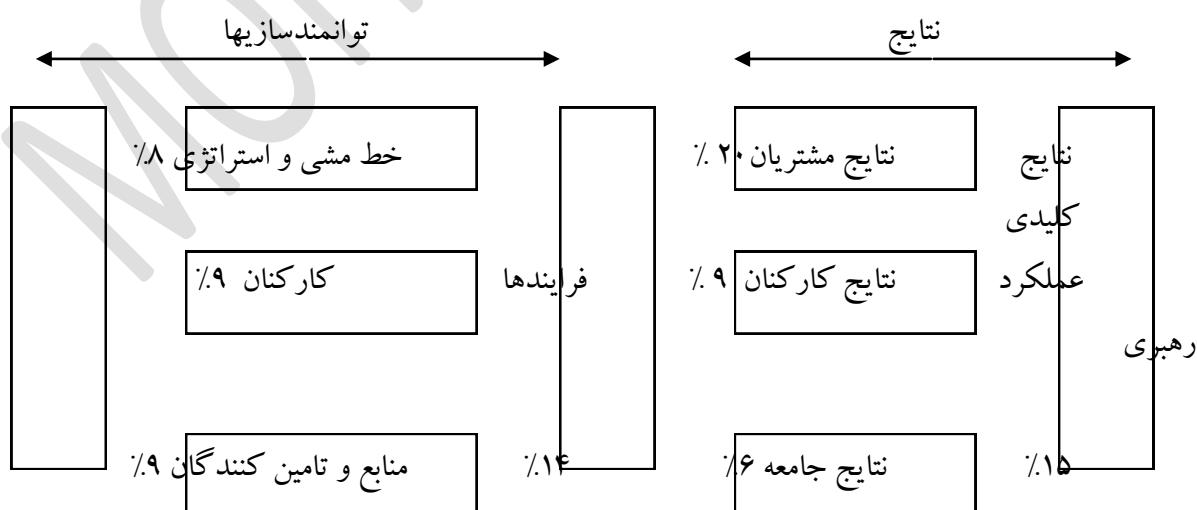 نتایج توانمندسازیها
نتایج نتایج مشتریان ۲۰ ٪ خط مشی و استراتژی ۸٪
کلیدی
عملکرد نتایج کارکنان ۹ ٪ فرایندها کارکنان ۹٪
رهبری
۱۵٪ نتایج جامعه ۶٪ ۱۴٪ منابع و تامین کنندگان ۹٪